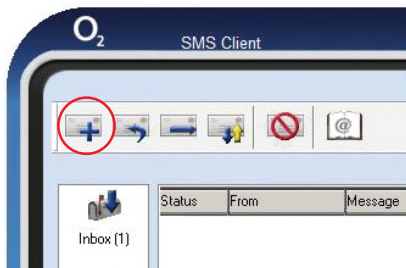 O2
SMS Client
@
Status From Message
Inbox (1)